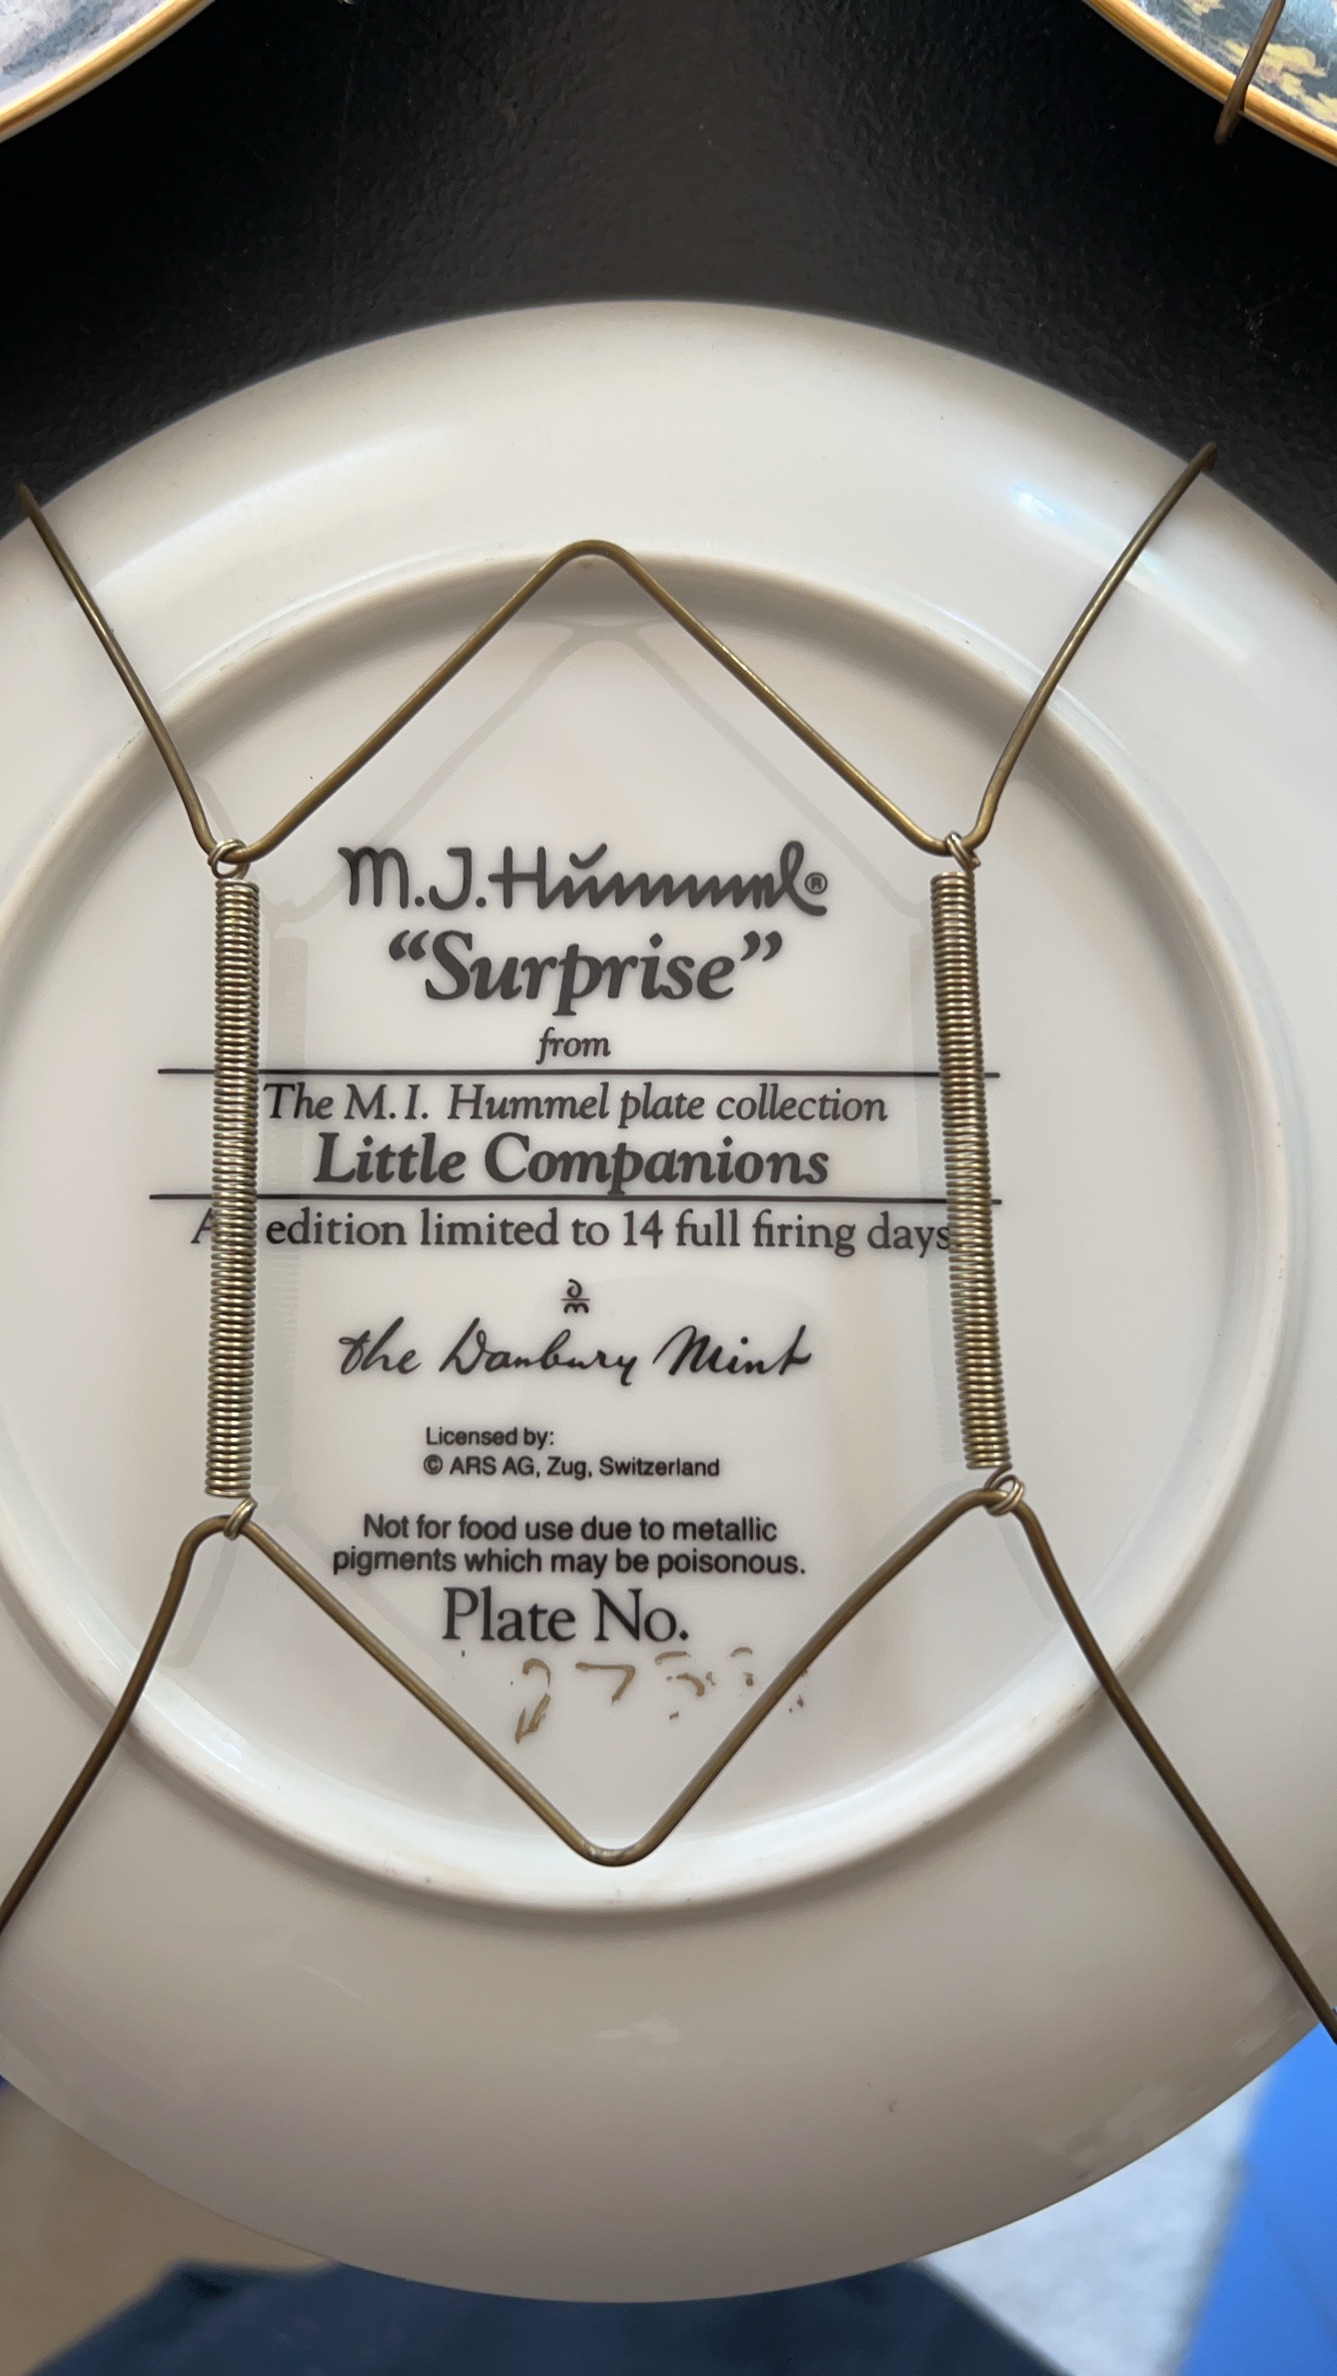 M.J.Hummel®
“Surprise”
from
The M.I. Hummel plate collection
Little Companions
edition limited to 14 full firing days
the Danbury Mint
Licensed by:
© ARS AG, Zug, Switzerland
Not for food use due to metallic
pigments which may be poisonous.
Plate No.